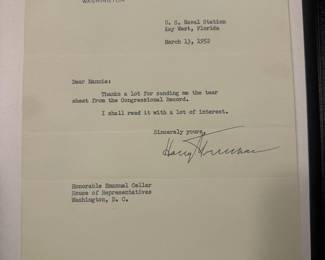 WASHINGTON
U. S. Naval Station
Key West, Florida
March 13, 1952
Dear Mannie:
Thanks a lot for sending me the tear
sheet from the Congressional Record.
I shall read it with a lot of interest.
Sincerely yours,
Harry Truman
Honorable Emanuel Celler
House of Representatives
Washington, D. C.